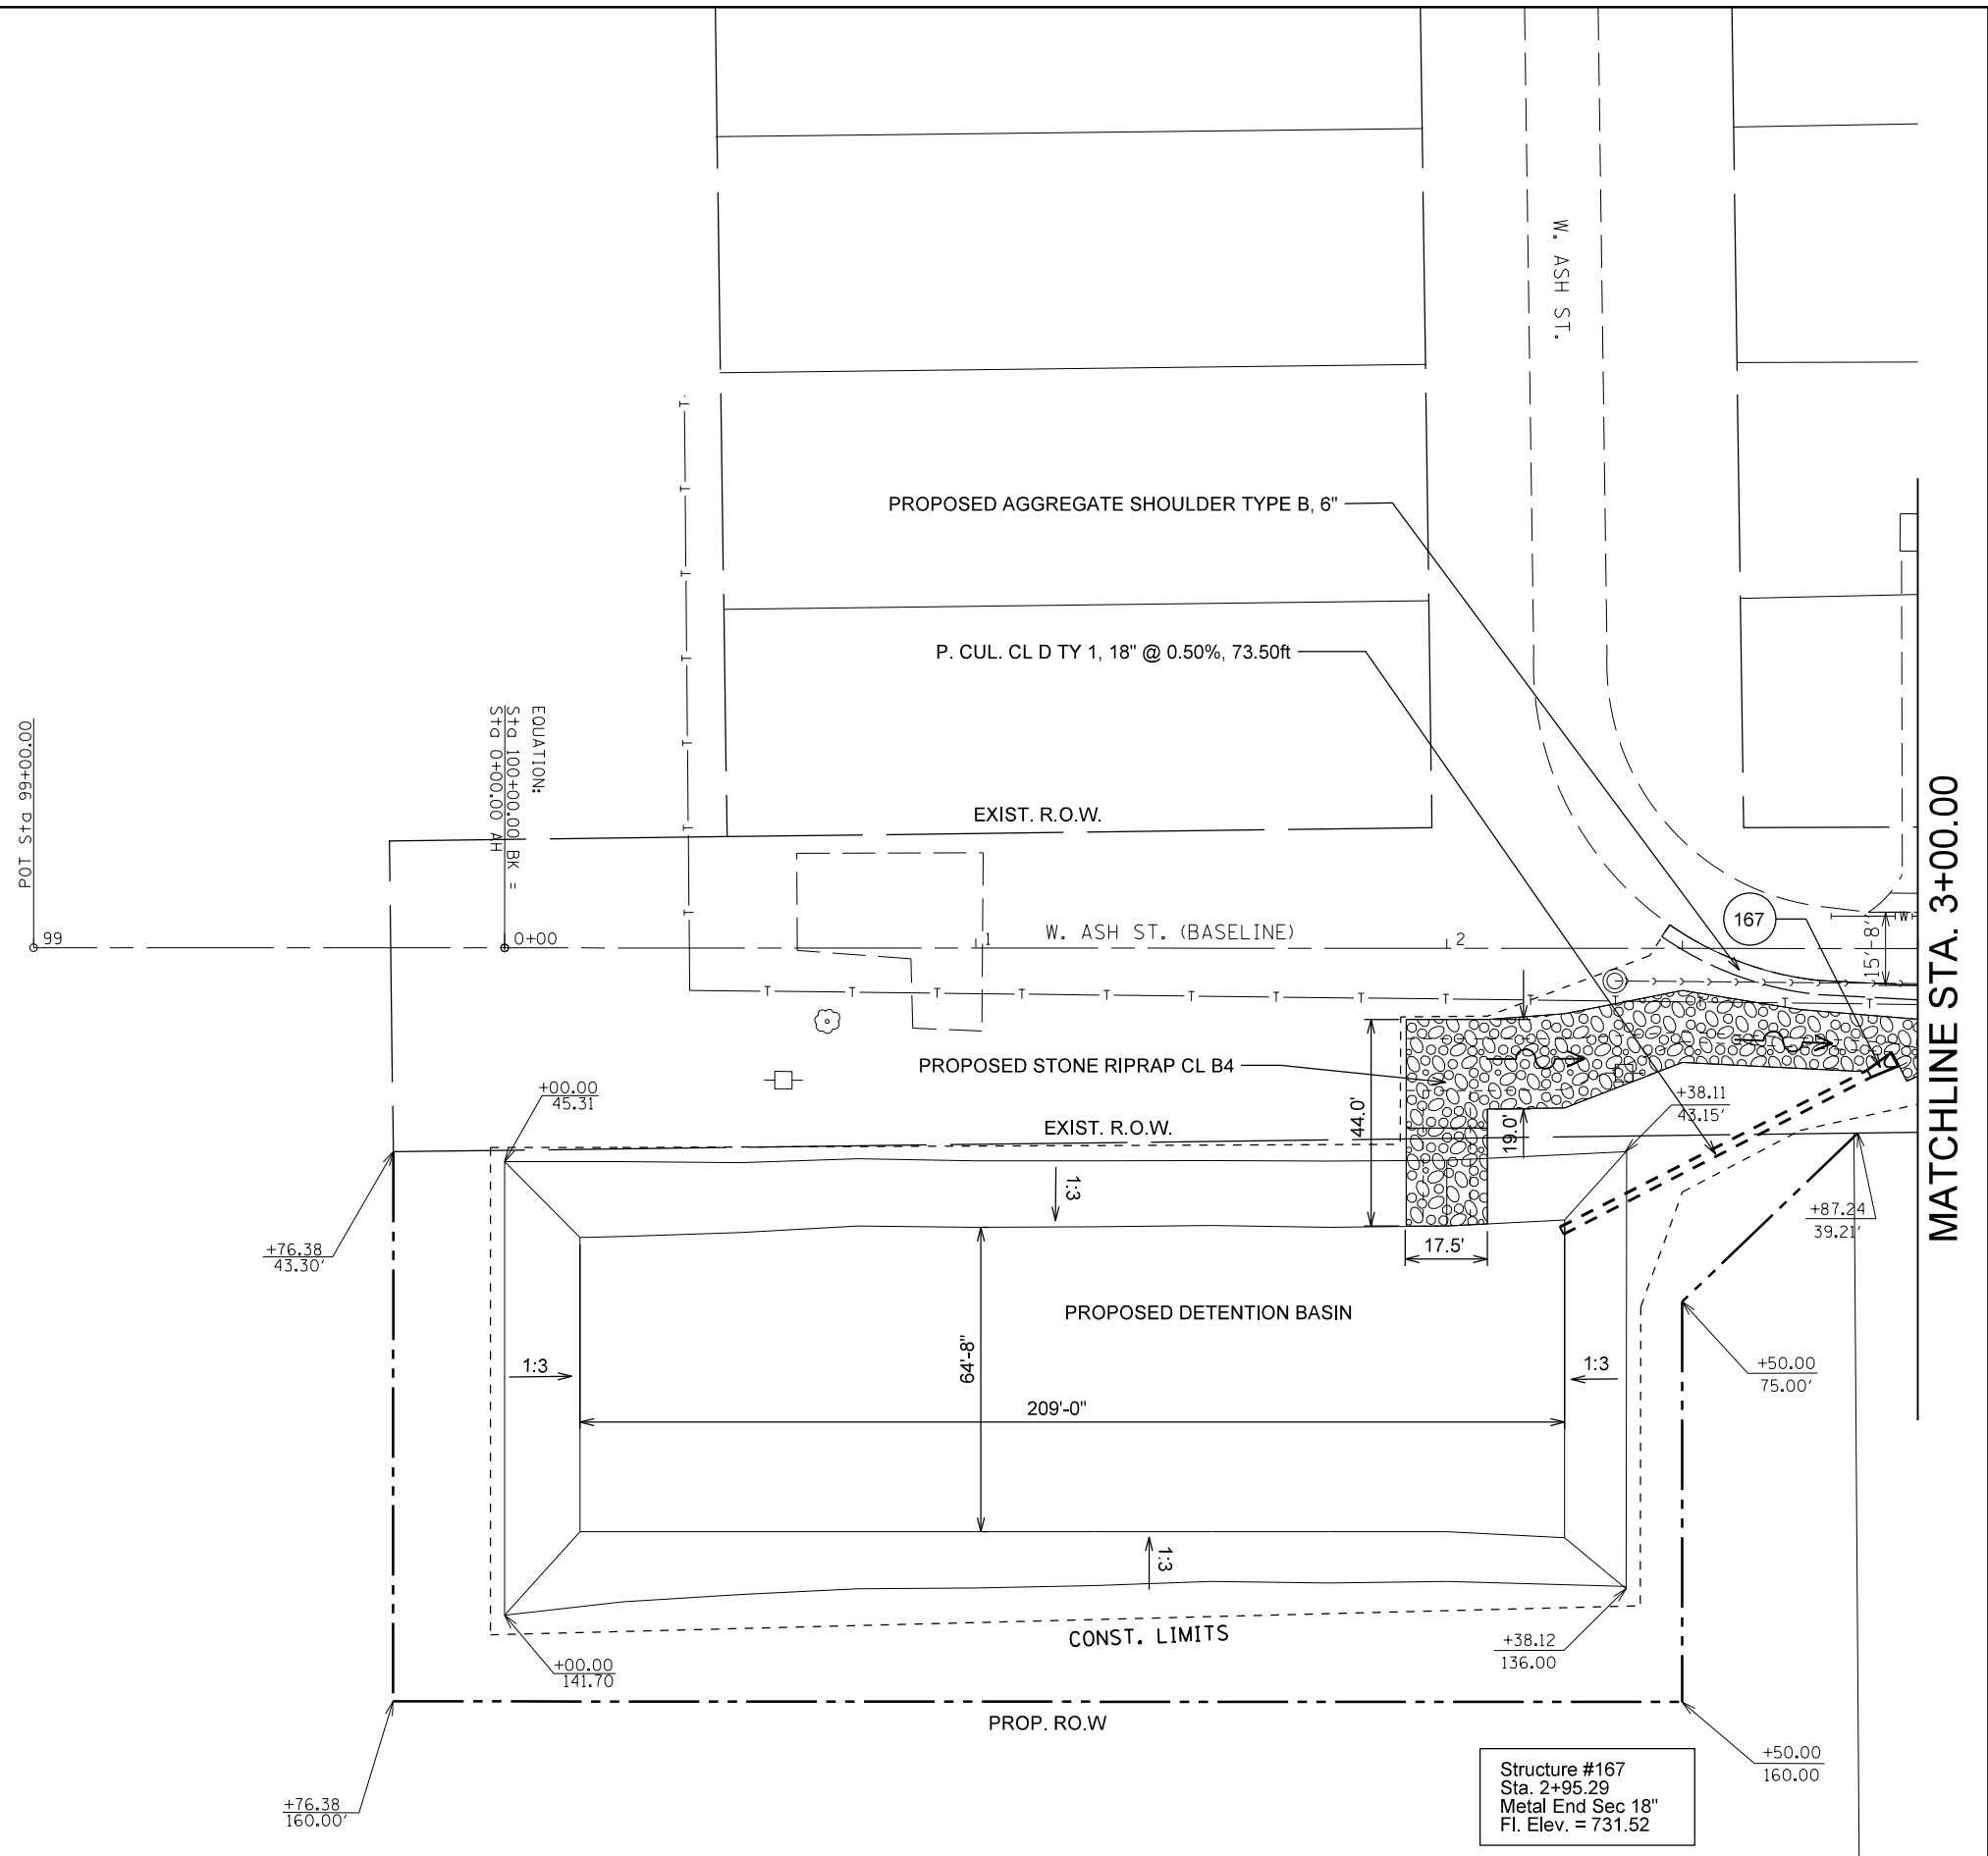 W. ASH ST.
PROPOSED AGGREGATE SHOULDER TYPE B, 6"
P. CUL. CL D TY 1, 18" @ 0.50%, 73.50ft
POT Sta 99+00.00
EQUATION:
Sta 100+00.00 BK =
Sta 0+00.00 AH
EXIST. R.O.W.
99
0+00
1
W. ASH ST. (BASELINE)
2
167
W
15'-8"
MATCHLINE STA. 3+00.00
T T T T T T T
T T T T T T T T T T T T T T
PROPOSED STONE RIPRAP CL B4
+00.00
45.31
+38.11
43.15'
44.0'
19.0'
EXIST. R.O.W.
1:3
+76.38
43.30'
+87.24
39.21'
17.5'
PROPOSED DETENTION BASIN
64'-8"
1:3
1:3
+50.00
75.00'
209'-0"
1:3
CONST. LIMITS
+38.12
136.00
+00.00
141.70
PROP. RO.W
+50.00
160.00
+76.38
160.00'
Structure #167
Sta. 2+95.29
Metal End Sec 18"
Fl. Elev. = 731.52